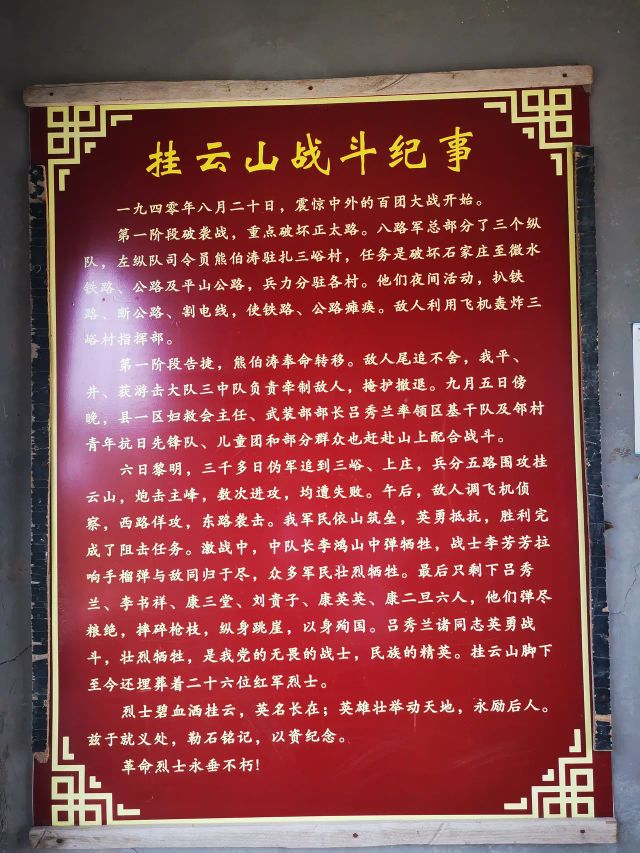 挂云山战斗纪事
一九四零年八月二十日，震惊中外的百团大战开始。
第一阶段破袭战，重点破坏正太路。八路军总部分了三个纵
队，左纵队司令员熊伯涛驻扎三峪村，任务是破坏石家庄至微水
铁路、公路及平山公路，兵力分驻各村。他们夜间活动，扒铁
路、断公路、割电线，使铁路、公路瘫痪。敌人利用飞机轰炸三
峪村指挥部。
第一阶段告捷，熊伯涛奉命转移。敌人尾追不舍，我平、
井、获游击大队三中队负责牵制敌人，掩护撤退。九月五日傍
晚，县一区妇救会主任、武装部部长吕秀兰率领区基干队及邻村
青年抗日先锋队、儿童团和部分群众也赶赴山上配合战斗。
六日黎明，三千多日伪军追到三峪、上庄，兵分五路围攻挂
云山，炮击主峰，数次进攻，均遭失败。午后，敌人调飞机侦
察，西路佯攻，东路袭击。我军民依山筑垒，英勇抵抗，胜利完
成了阻击任务。激战中，中队长李鸿山中弹牺牲，战士李芳芳拉
响手榴弹与敌同归于尽，众多军民壮烈牺牲。最后只剩下吕秀
兰、李书祥、康三堂、刘贵子、康英英、康二旦六人，他们弹尽
粮绝，摔碎枪枝，纵身跳崖，以身殉国。吕秀兰诸同志英勇战
斗，壮烈牺牲，是我党的无畏的战士，民族的精英。挂云山脚下
至今还埋葬着二十六位红军烈士。
烈士碧血洒挂云，英名长在；英雄壮举动天地，永励后人。
兹于就义处，勒石铭记，以资纪念。
革命烈士永垂不朽!